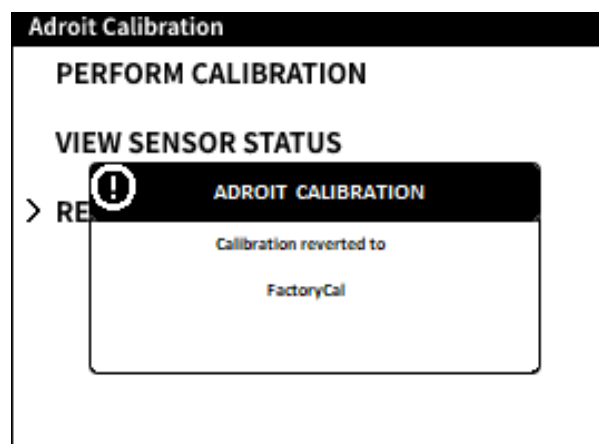 Adroit Calibration
PERFORM CALIBRATION
VIEW SENSOR STATUS
> RE
ADROIT CALIBRATION
Calibration reverted to
FactoryCal